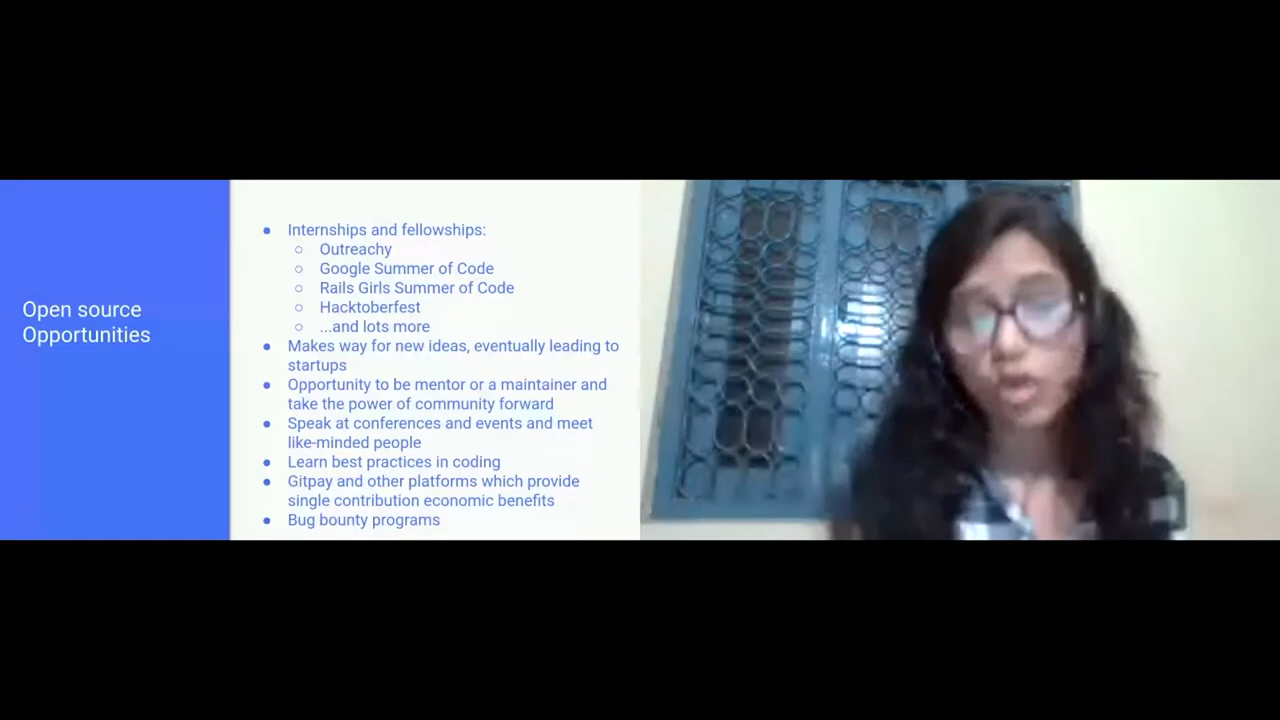 Open source
Opportunities
● Internships and fellowships:
○ Outreachy
○ Google Summer of Code
○ Rails Girls Summer of Code
○ Hacktoberfest
○ ...and lots more
● Makes way for new ideas, eventually leading to
startups
● Opportunity to be mentor or a maintainer and
take the power of community forward
● Speak at conferences and events and meet
like-minded people
● Learn best practices in coding
● Gitpay and other platforms which provide
single contribution economic benefits
● Bug bounty programs